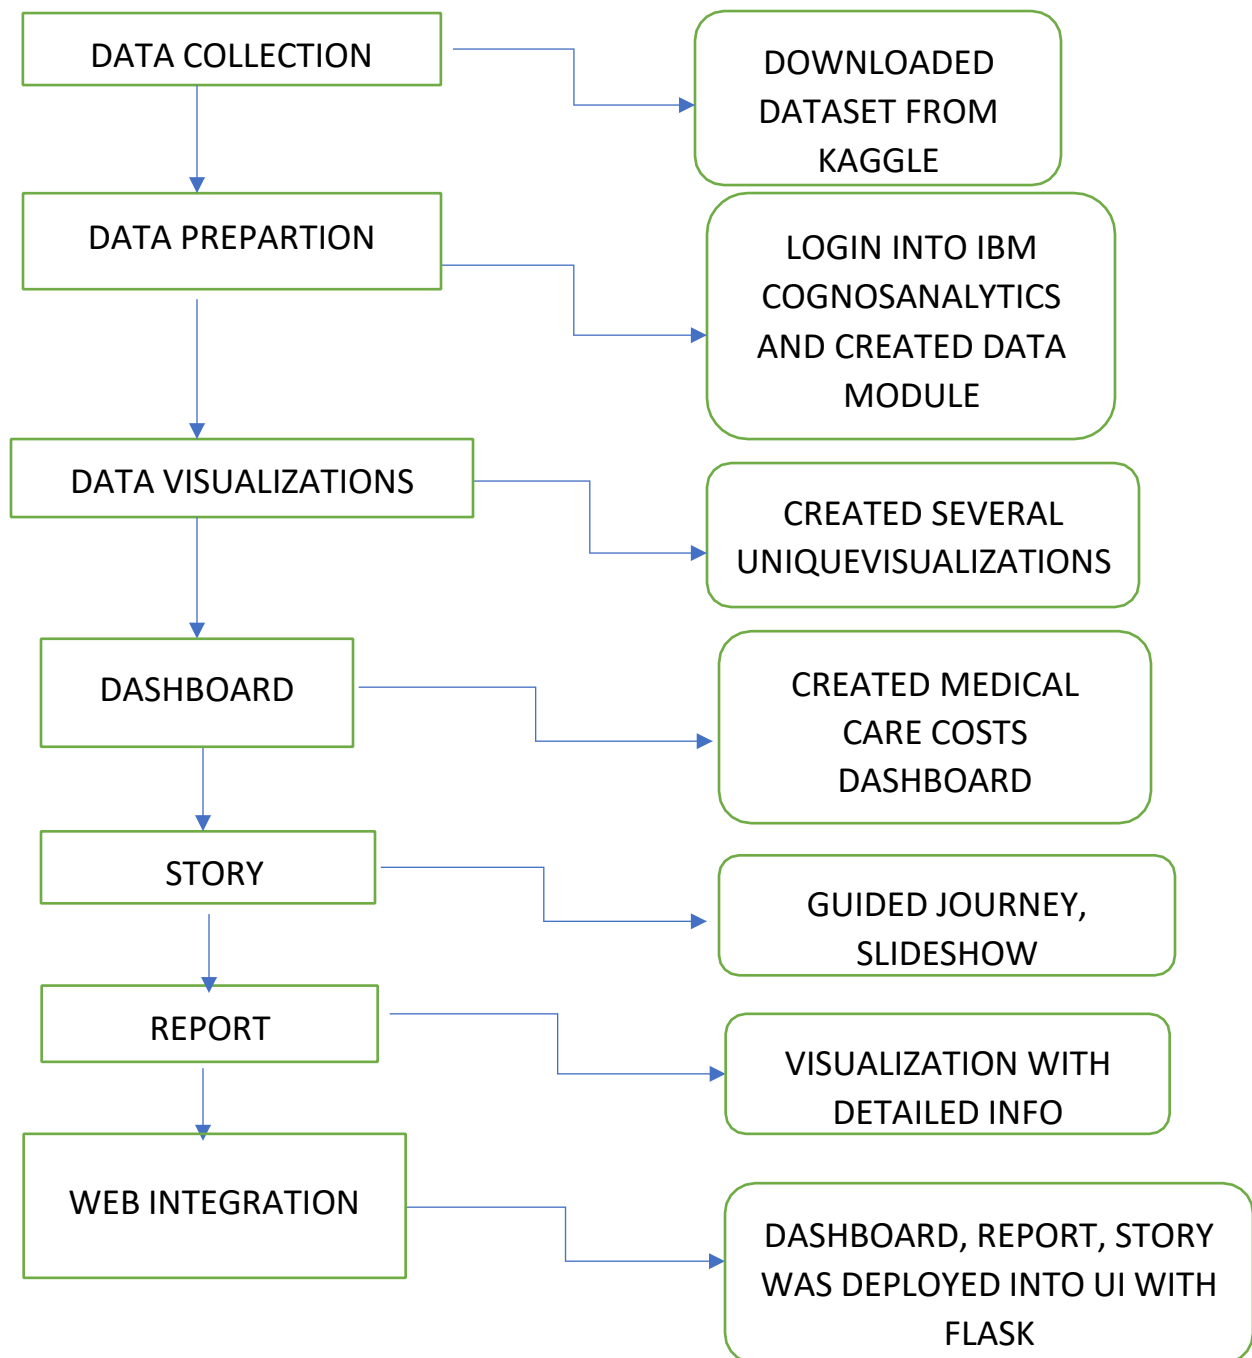 DATA COLLECTION
DOWNLOADED
DATASET FROM
KAGGLE
DATA PREPARTION
LOGIN INTO IBM
COGNOSANALYTICS
AND CREATED DATA
MODULE
DATA VISUALIZATIONS
CREATED SEVERAL
UNIQUEVISUALIZATIONS
DASHBOARD
CREATED MEDICAL
CARE COSTS
DASHBOARD
STORY
GUIDED JOURNEY,
SLIDESHOW
REPORT
VISUALIZATION WITH
DETAILED INFO
WEB INTEGRATION
DASHBOARD, REPORT, STORY
WAS DEPLOYED INTO UI WITH
FLASK